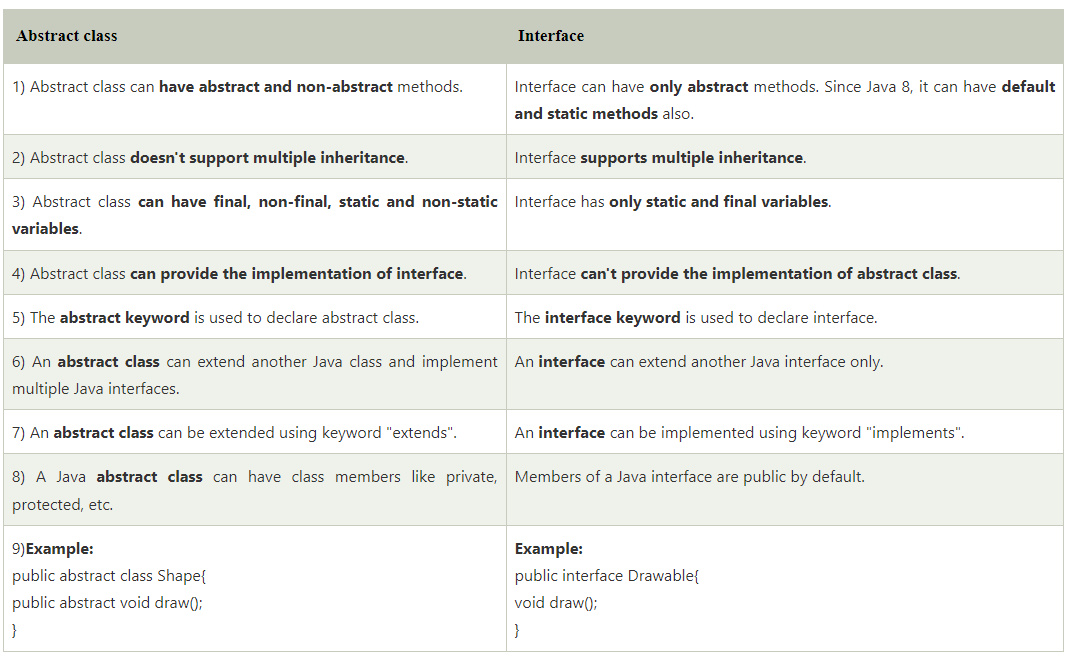 Abstract class
Interface
1) Abstract class can have abstract and non-abstract methods.
Interface can have only abstract methods. Since Java 8, it can have default
and static methods also.
2) Abstract class doesn't support multiple inheritance.
Interface supports multiple inheritance.
3) Abstract class can have final, non-final, static and non-static
variables.
Interface has only static and final variables.
4) Abstract class can provide the implementation of interface.
Interface can't provide the implementation of abstract class.
5) The abstract keyword is used to declare abstract class.
The interface keyword is used to declare interface.
6) An abstract class can extend another Java class and implement
multiple Java interfaces.
An interface can extend another Java interface only.
7) An abstract class can be extended using keyword "extends".
An interface can be implemented using keyword "implements".
8) A Java abstract class can have class members like private,
protected, etc.
Members of a Java interface are public by default.
9)Example:
public abstract class Shape{
public abstract void draw();
}
Example:
public interface Drawable{
void draw();
}